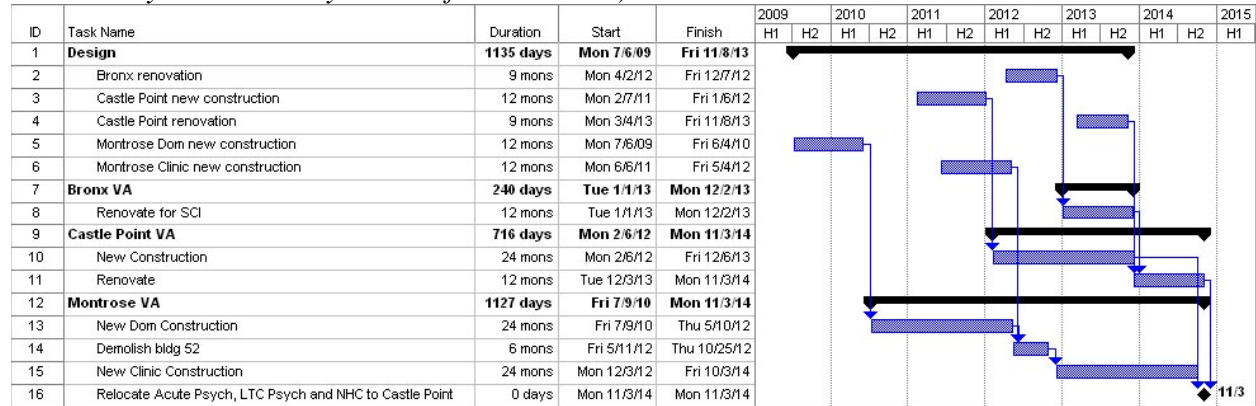 2009 2010 2011 2012 2013 2014 2015
ID Task Name Duration Start Finish H1 H2 H1 H2 H1 H2 H1 H2 H1 H2 H1 H2 H1
1 Design 1135 days Mon 7/6/09 Fri 11/8/13
2 Bronx renovation 9 mons Mon 4/2/12 Fri 12/7/12
3 Castle Point new construction 12 mons Mon 2/7/11 Fri 1/6/12
4 Castle Point renovation 9 mons Mon 3/4/13 Fri 11/8/13
5 Montrose Dom new construction 12 mons Mon 7/6/09 Fri 6/4/10
6 Montrose Clinic new construction 12 mons Mon 6/6/11 Fri 5/4/12
7 Bronx VA 240 days Tue 1/1/13 Mon 12/2/13
8 Renovate for SCI 12 mons Tue 1/1/13 Mon 12/2/13
9 Castle Point VA 716 days Mon 2/6/12 Mon 11/3/14
10 New Construction 24 mons Mon 2/6/12 Fri 12/6/13
11 Renovate 12 mons Tue 12/3/13 Mon 11/3/14
12 Montrose VA 1127 days Fri 7/9/10 Mon 11/3/14
13 New Dom Construction 24 mons Fri 7/9/10 Thu 5/10/12
14 Demolish bldg 52 6 mons Fri 5/11/12 Thu 10/25/12
15 New Clinic Construction 24 mons Mon 12/3/12 Fri 10/3/14
16 Relocate Acute Psych, LTC Psych and NHC to Castle Point 0 days Mon 11/3/14 Mon 11/3/14 11/3